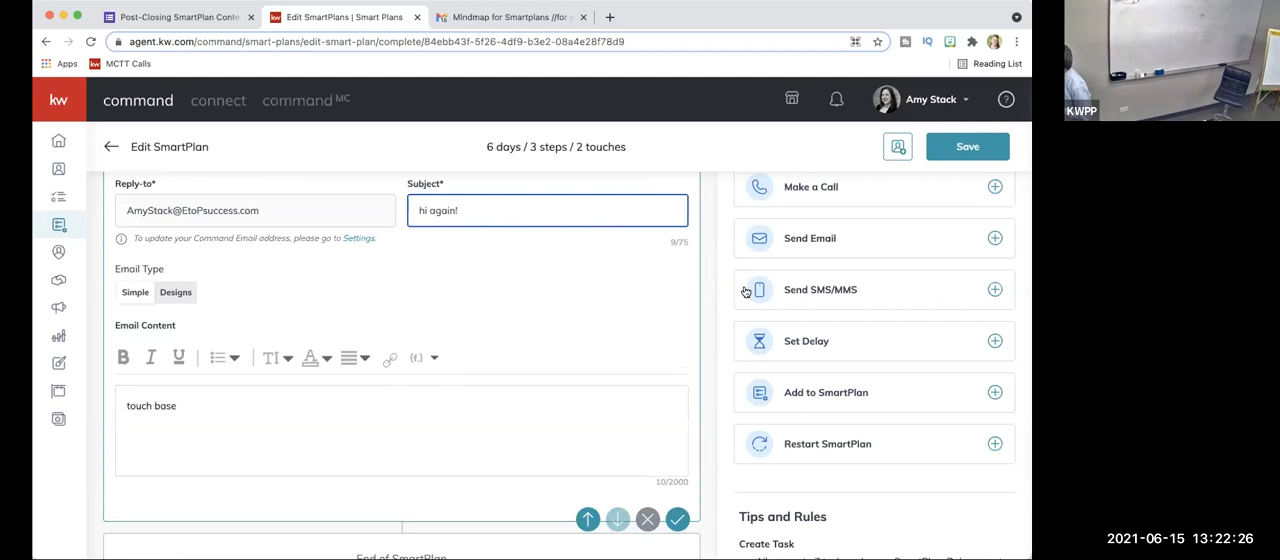 Post-Closing SmartPlan Conte
Edit SmartPlans | Smart Plans
MIndmap for Smartplans //for
agent.kw.com/command/smart-plans/edit-smart-plan/complete/84ebb43f-5f26-4df9-b3e2-08a4e28f78d9
IQ
Apps
kw
MCTT Calls
Reading List
kw
command
connect
command MC
Amy Stack
Edit SmartPlan
6 days / 3 steps / 2 touches
Save
Reply-to*
Subject*
AmyStack@EtoPsuccess.com
hi again!
To update your Command Email address, please go to Settings.
9/75
Email Type
Simple
Designs
Email Content
B I U TI A {f.}
touch base
10/2000
End of SmartPlan
Make a Call
Send Email
Send SMS/MMS
Set Delay
Add to SmartPlan
Restart SmartPlan
Tips and Rules
Create Task
KWPP
2021-06-15 13:22:26